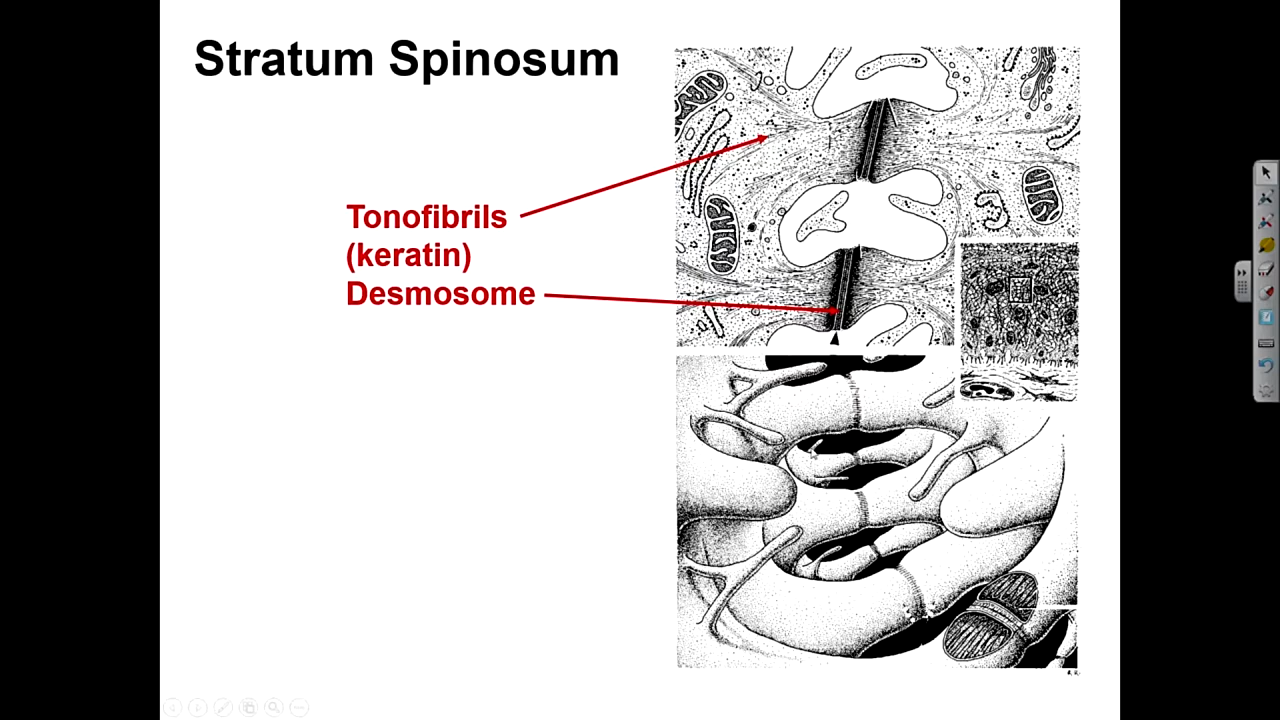 Stratum Spinosum
Tonofibrils
(keratin)
Desmosome